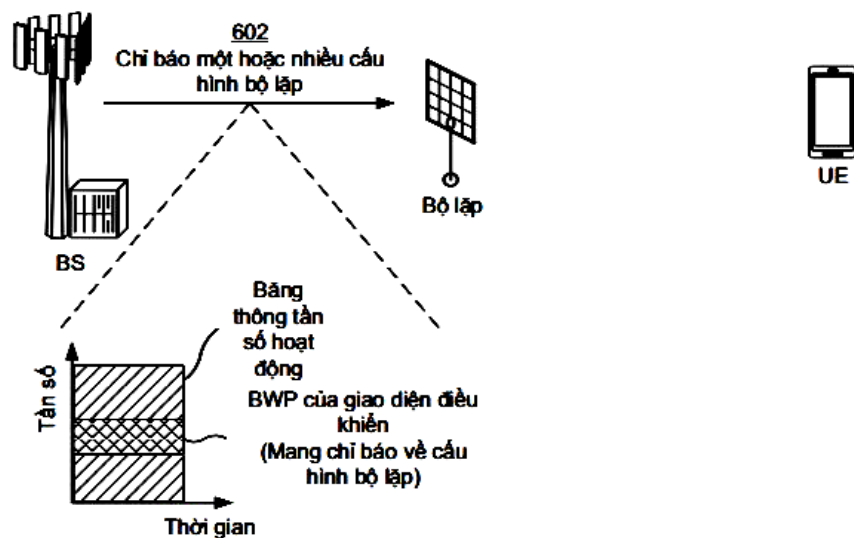 602
Chỉ báo một hoặc nhiều cấu
hình bộ lặp
BS
Bộ lặp
UE
Băng
thông tần
số hoạt
động
BWP của giao diện điều
khiển
(Mang chỉ báo về cấu
hình bộ lặp)
Tần số
Thời gian